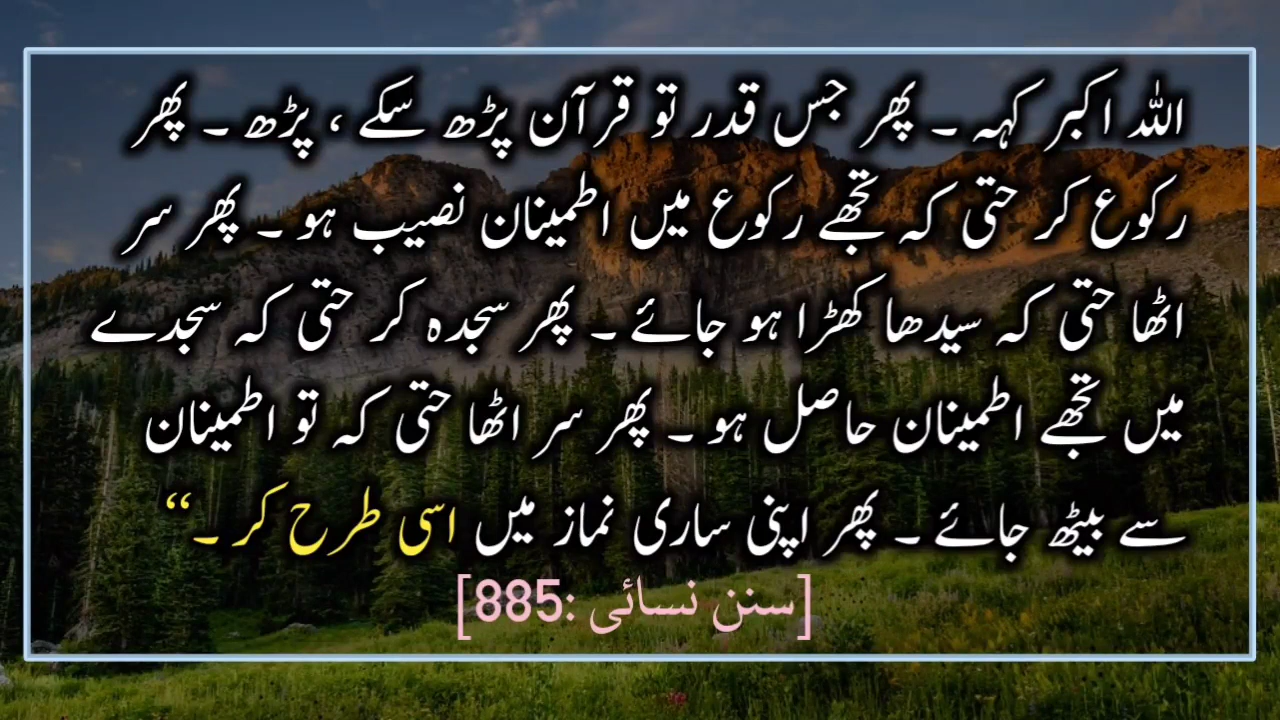 اللہ اکبر کہہ ۔ پھر جس قدر تو قرآن پڑھ سکے ، پڑھ ۔ پھر
رکوع کر حتی کہ تجھے رکوع میں اطمینان نصیب ہو ۔ پھر سر
اٹھا حتی کہ سیدھا کھڑا ہو جائے ۔ پھر سجدہ کر حتی کہ سجدے
میں تجھے اطمینان حاصل ہو ۔ پھر سر اٹھا حتی کہ تو اطمینان
سے بیٹھ جائے ۔ پھر اپنی ساری نماز میں اسی طرح کر ۔“
[سنن نسائی :885]